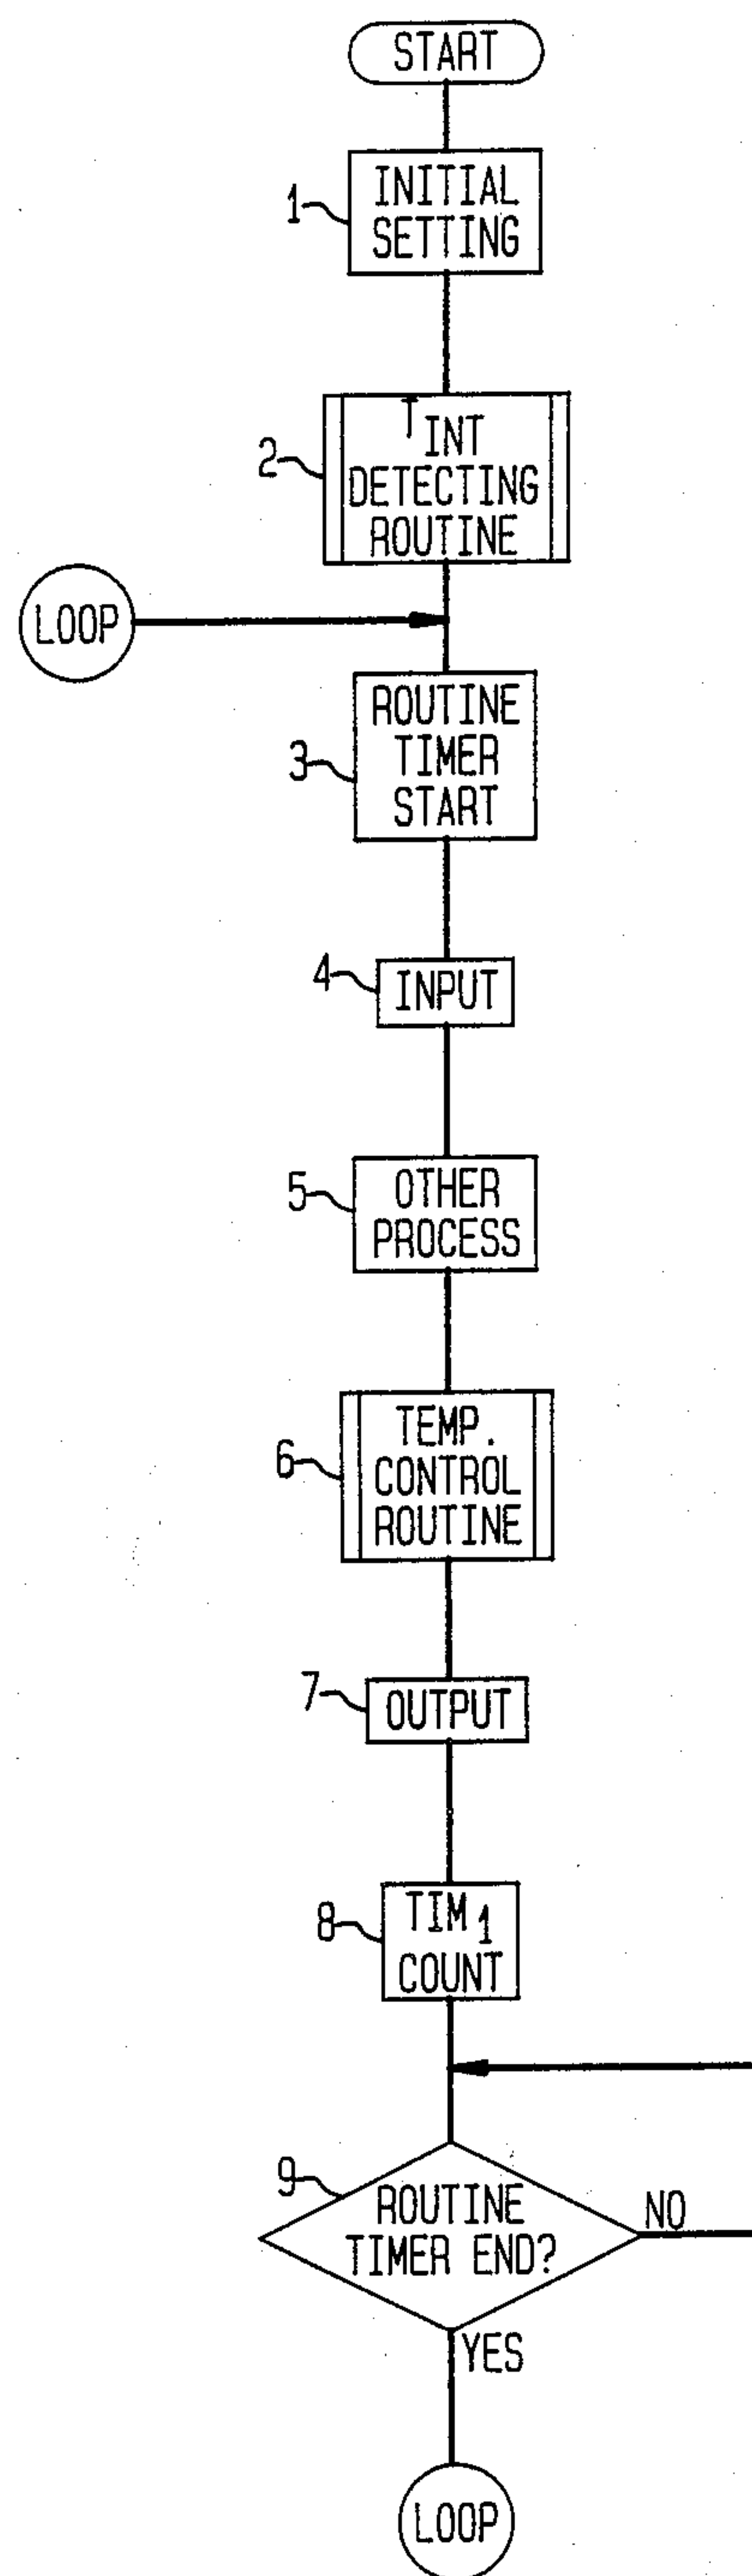 START
1
INITIAL
SETTING
2
T INT
DETECTING
ROUTINE
LOOP
3
ROUTINE
TIMER
START
4
INPUT
5
OTHER
PROCESS
6
TEMP.
CONTROL
ROUTINE
7
OUTPUT
8
TIM 1
COUNT
9
ROUTINE
TIMER END?
NO
YES
LOOP